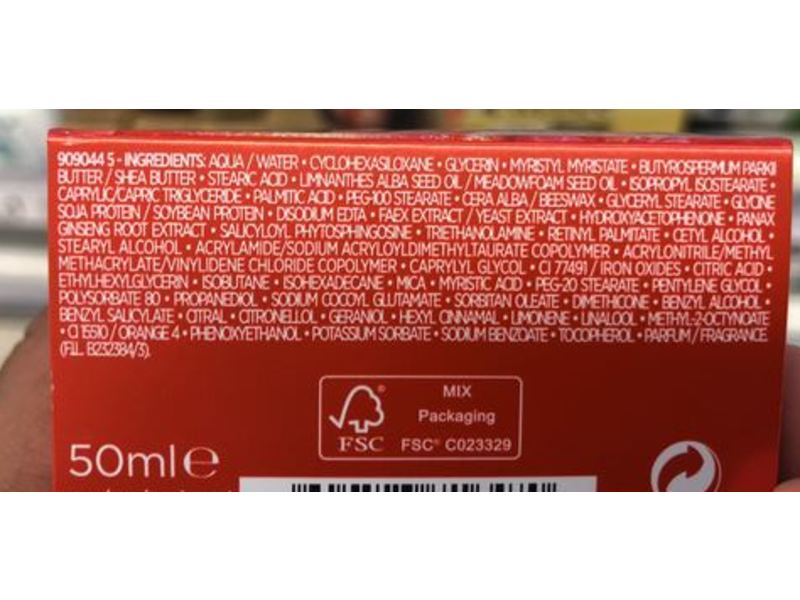 909044 5 - INGREDIENTS: AQUA / WATER • CYCLOHEXASILOXANE • GLYCERIN • MYRISTYL MYRISTATE • BUTYROSPERMUM PARKII
BUTTER / SHEA BUTTER • STEARIC ACID • LIMNANTHES ALBA SEED OIL / MEADOWFOAM SEED OIL • ISOPROPYL ISOSTEARATE •
CAPRYLIC/CAPRIC TRIGLYCERIDE • PALMITIC ACID • PEG-100 STEARATE • CERA ALBA / BEESWAX • GLYCERYL STEARATE • GLYCINE
SOJA PROTEIN / SOYBEAN PROTEIN • DISODIUM EDTA • FAEX EXTRACT / YEAST EXTRACT • HYDROXYACETOPHENONE • PANAX
GINSENG ROOT EXTRACT • SALICYLOYL PHYTOSPHINGOSINE • TRIETHANOLAMINE • RETINYL PALMITATE • CETYL ALCOHOL •
STEARYL ALCOHOL • ACRYLAMIDE/SODIUM ACRYLOYLDIMETHYLTAURATE COPOLYMER • ACRYLONITRILE/METHYL
METHACRYLATE/VINYLIDENE CHLORIDE COPOLYMER • CAPRYLYL GLYCOL • CI 77491 / IRON OXIDES • CITRIC ACID •
ETHYLHEXYLGLYCERIN • ISOBUTANE • ISOHEXADECANE • MICA • MYRISTIC ACID • PEG-20 STEARATE • PENTYLENE GLYCOL •
POLYSORBATE 80 • PROPANEDIOL • SODIUM COCOYL GLUTAMATE • SORBITAN OLEATE • DIMETHICONE • BENZYL ALCOHOL •
BENZYL SALICYLATE • CITRAL • CITRONELLOL • GERANIOL • HEXYL CINNAMAL • LIMONENE • LINALOOL • METHYL-2-OCTYNOATE
• CI 15510 / ORANGE 4 • PHENOXYETHANOL • POTASSIUM SORBATE • SODIUM BENZOATE • TOCOPHEROL • PARFUM / FRAGRANCE
(F.I.L. B232384/3).
MIX
Packaging
FSC® C023329
FSC
50ml e